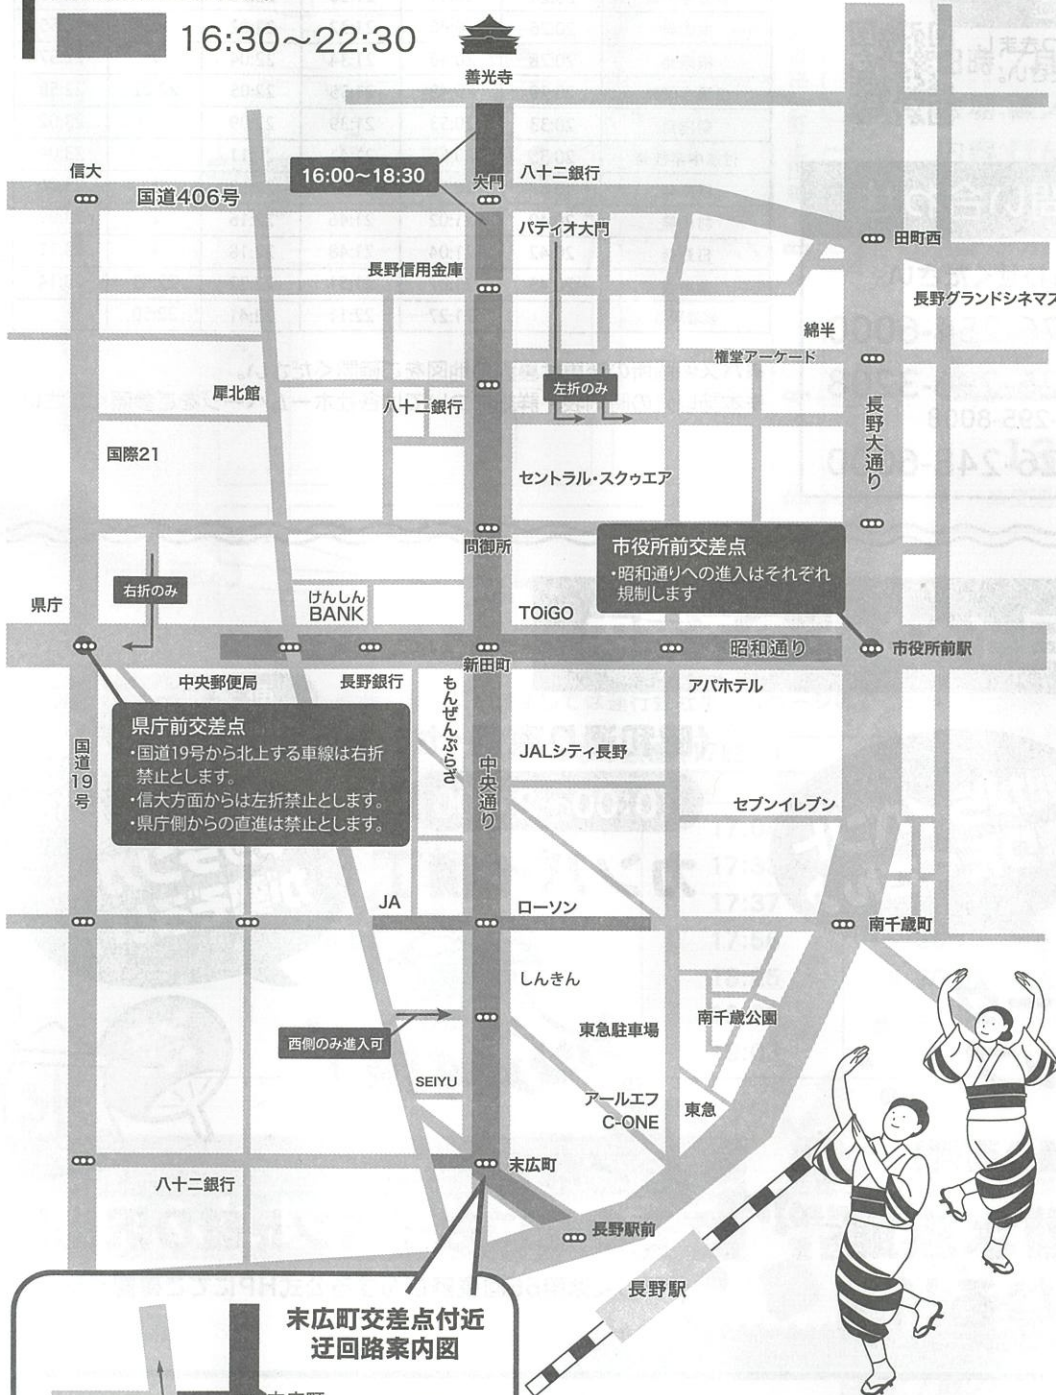 16:30〜22:30
善光寺
信大
国道406号
16:00〜18:30
大門
八十二銀行
パティオ大門
田町西
長野信用金庫
長野グランドシネマズ
綿半
権堂アーケード
犀北館
八十二銀行
左折のみ
長野大通り
国際21
セントラル・スクゥエア
問御所
市役所前交差点
・昭和通りへの進入はそれぞれ
規制します
右折のみ
県庁
けんしん
BANK
TOiGO
昭和通り
市役所前駅
新田町
中央郵便局
長野銀行
もんぜんぷらざ
アパホテル
県庁前交差点
・国道19号から北上する車線は右折
禁止とします。
・信大方面からは左折禁止とします。
・県庁側からの直進は禁止とします。
国道19号
中央通り
JALシティ長野
セブンイレブン
JA
ローソン
南千歳町
しんきん
東急駐車場
南千歳公園
西側のみ進入可
SEIYU
アールエフ
C-ONE
東急
末広町
八十二銀行
長野駅前
長野駅
末広町交差点付近
迂回路案内図